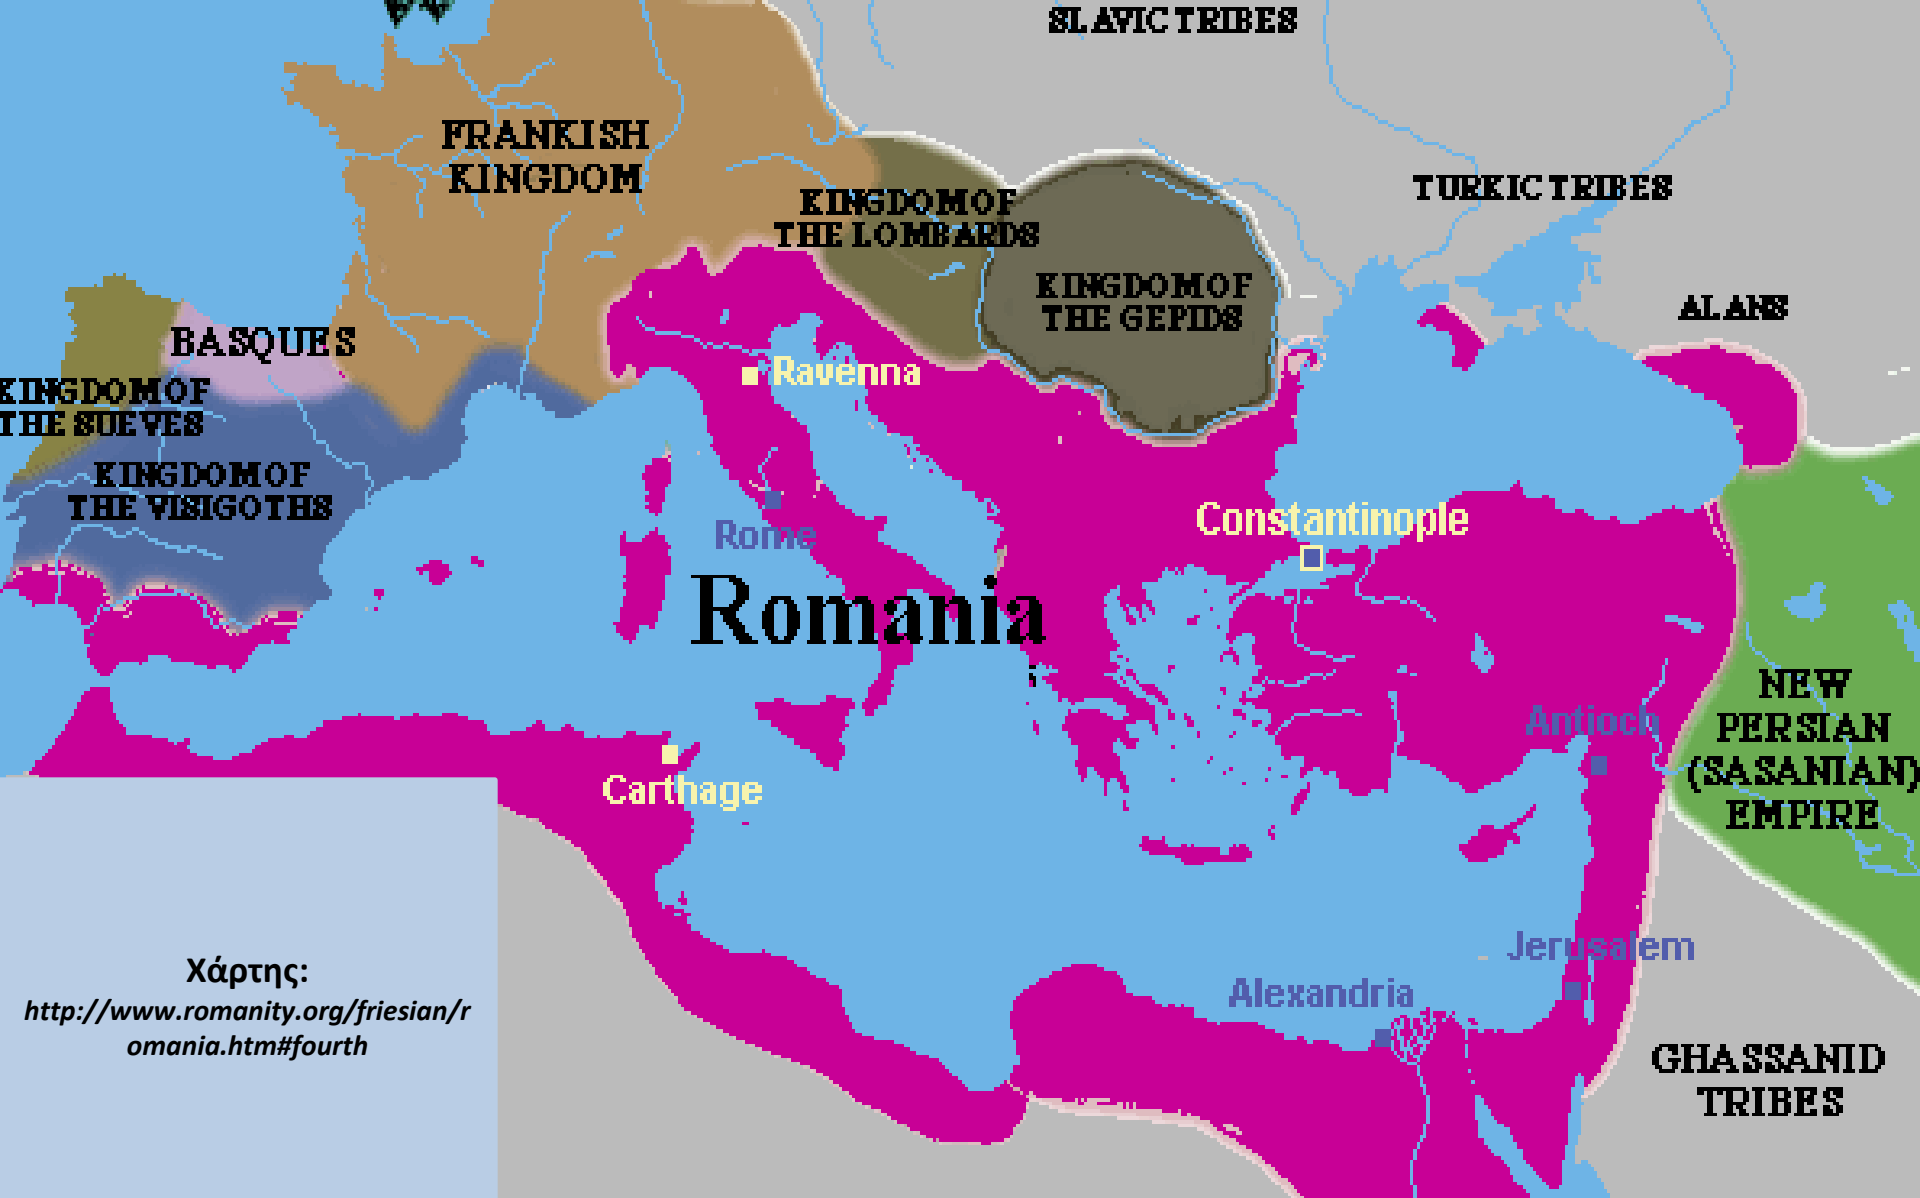 SLAVIC TRIBES
FRANKISH
KINGDOM
TURKIC TRIBES
KINGDOM OF
THE LOMBARDS
KINGDOM OF
THE GEPIDS
ALANS
BASQUES
Ravenna
KINGDOM OF
THE SUEVES
KINGDOM OF
THE VISIGOTHS
Constantinople
Rome
Romania
NEW
PERSIAN
(SASANIAN)
EMPIRE
Antioch
Carthage
Jerusalem
Alexandria
Χάρτης:
http://www.romanity.org/friesian/r
omania.htm#fourth
GHASSANID
TRIBES